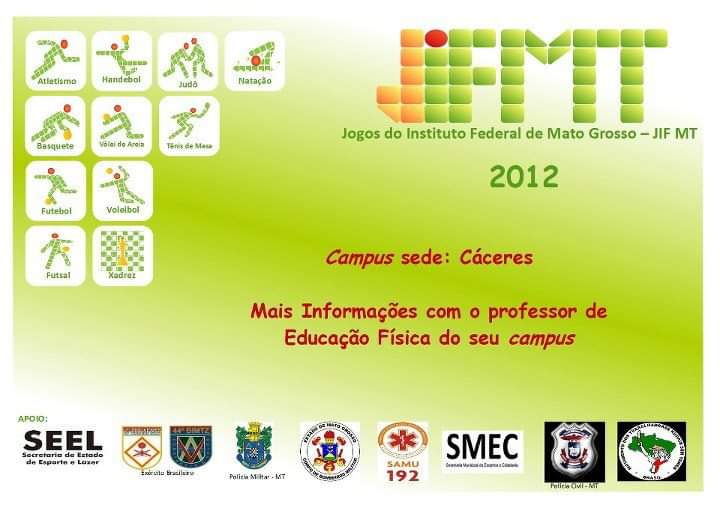 Atletismo
Handebol
Judô
Natação
Basquete
Vôlei de Areia
Tênis de Mesa
Futebol
Voleibol
Futsal
Xadrez
JIFMT
Jogos do Instituto Federal de Mato Grosso – JIF MT
2012
Campus sede: Cáceres
Mais Informações com o professor de
Educação Física do seu campus
APOIO:
SEEL
Secretaria de Estado
de Esporte e Lazer
Exército Brasileiro
Polícia Militar - MT
SAMU
192
SMEC
Polícia Civil - MT
BRASIL